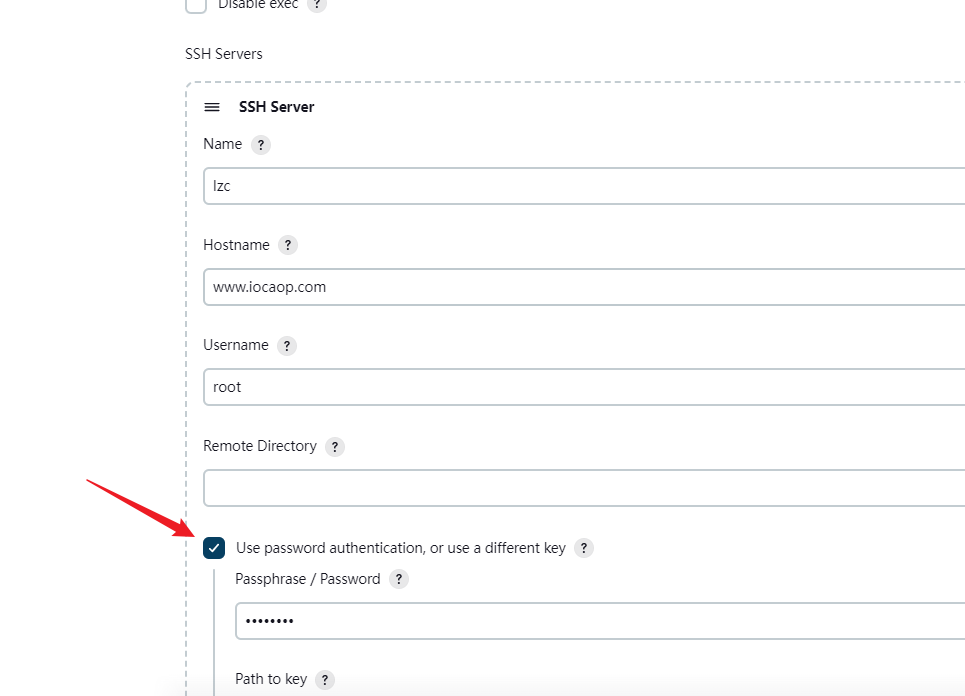 Disable exec ?
SSH Servers
SSH Server
Name ?
lzc
Hostname ?
www.iocaop.com
Username ?
root
Remote Directory ?
Use password authentication, or use a different key ?
Passphrase / Password ?
••••••••
Path to key ?